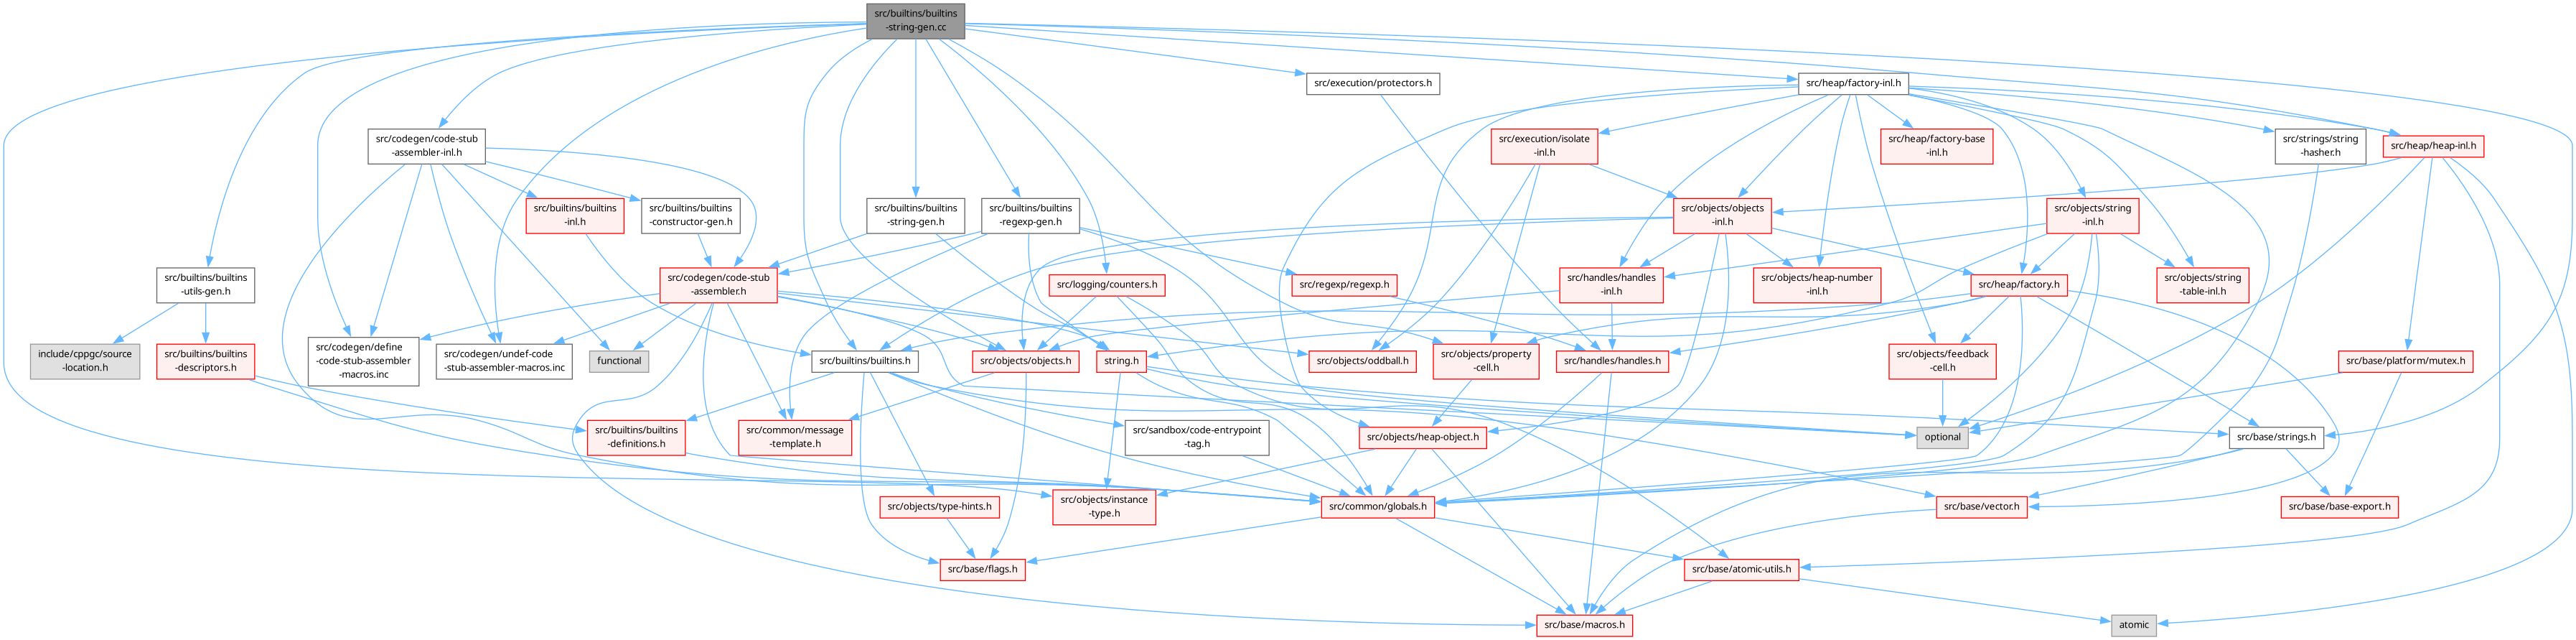 src/builtins/builtins
-string-gen.cc
src/execution/protectors.h
src/heap/factory-inl.h
src/codegen/code-stub
-assembler-inl.h
src/execution/isolate
-inl.h
src/heap/factory-base
-inl.h
src/strings/string
-hasher.h
src/heap/heap-inl.h
src/builtins/builtins
-inl.h
src/builtins/builtins
-constructor-gen.h
src/builtins/builtins
-string-gen.h
src/builtins/builtins
-regexp-gen.h
src/objects/objects
-inl.h
src/objects/string
-inl.h
src/builtins/builtins
-utils-gen.h
src/codegen/code-stub
-assembler.h
src/logging/counters.h
src/regexp/regexp.h
src/handles/handles
-inl.h
src/objects/heap-number
-inl.h
src/heap/factory.h
src/objects/string
-table-inl.h
include/cppgc/source
-location.h
src/builtins/builtins
-descriptors.h
src/codegen/define
-code-stub-assembler
-macros.inc
src/codegen/undef-code
-stub-assembler-macros.inc
functional
src/builtins/builtins.h
src/objects/objects.h
string.h
src/objects/oddball.h
src/objects/property
-cell.h
src/handles/handles.h
src/objects/feedback
-cell.h
src/base/platform/mutex.h
src/builtins/builtins
-definitions.h
src/common/message
-template.h
src/sandbox/code-entrypoint
-tag.h
src/objects/heap-object.h
optional
src/base/strings.h
src/objects/type-hints.h
src/objects/instance
-type.h
src/common/globals.h
src/base/vector.h
src/base/base-export.h
src/base/flags.h
src/base/atomic-utils.h
src/base/macros.h
atomic